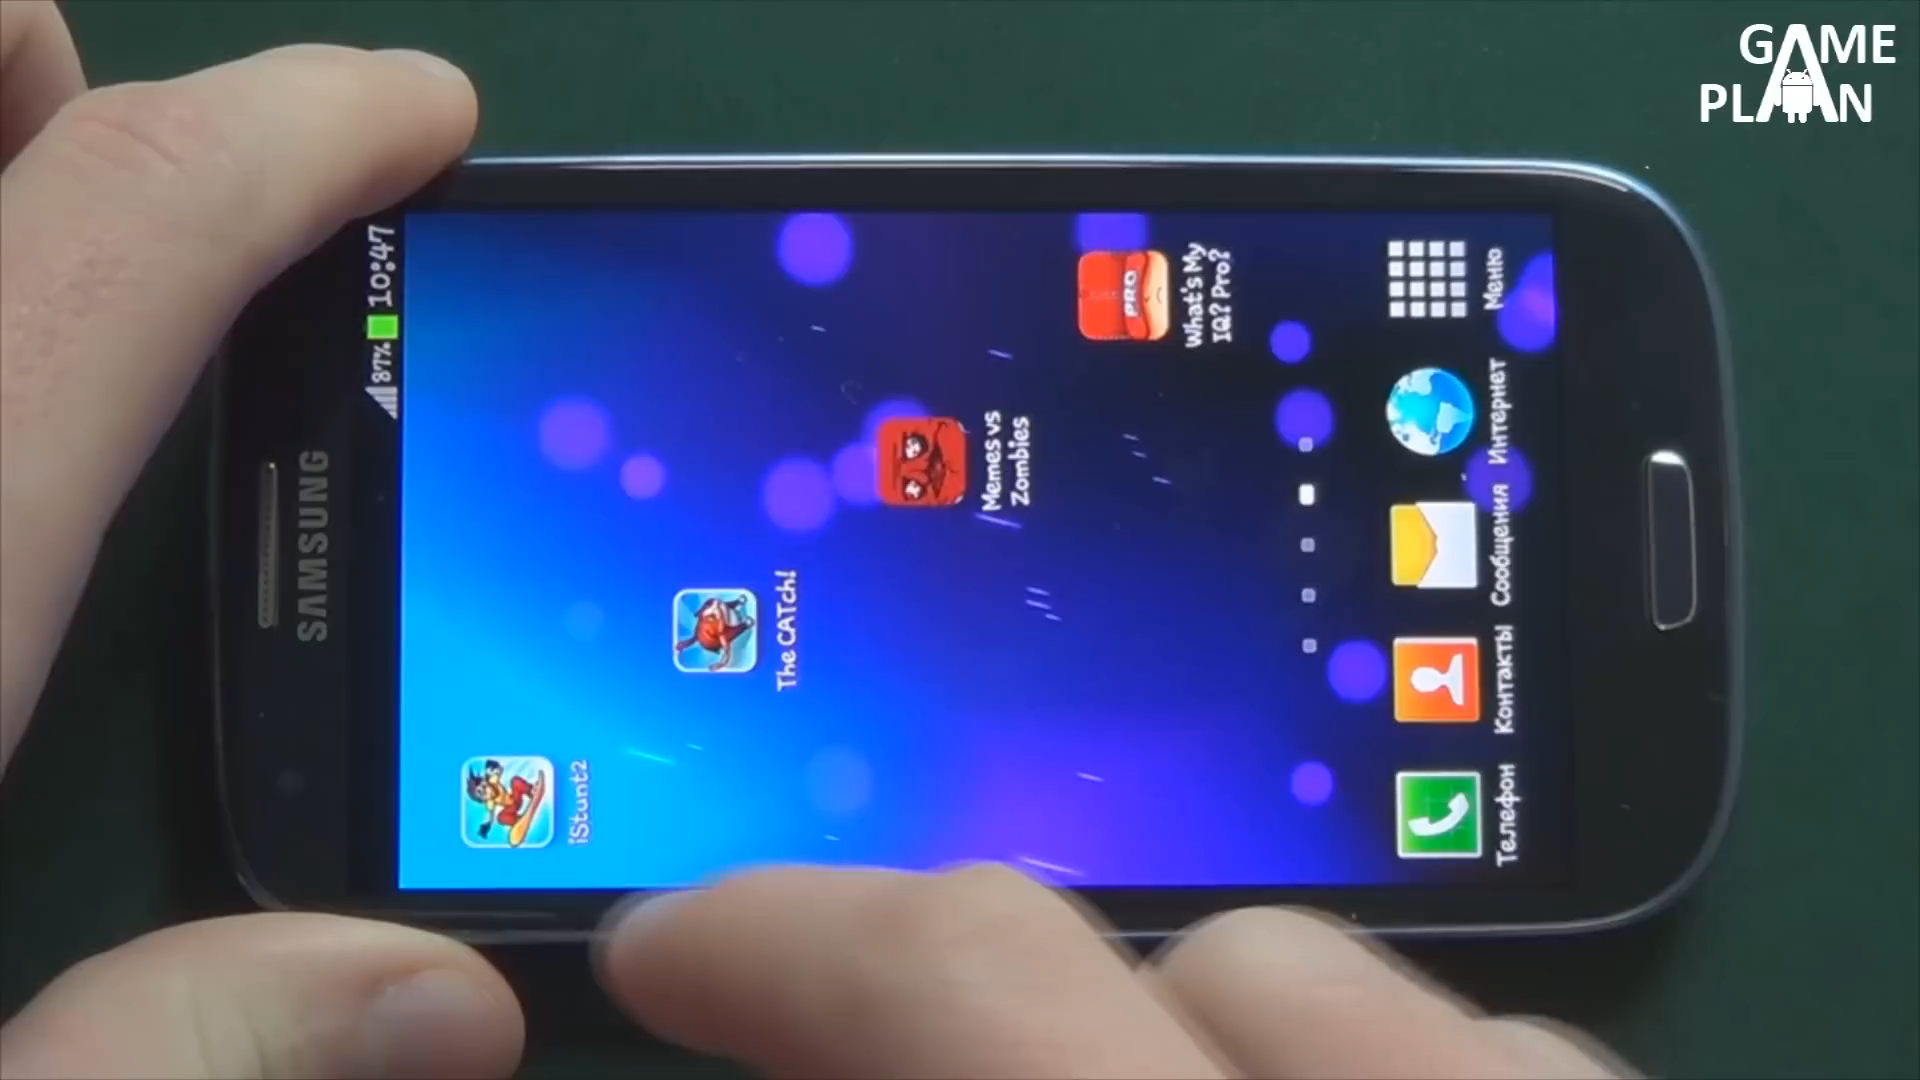 GAME
PLAN
SAMSUNG
87% 10:47
iStunt2
The CATch!
Memes vs
Zombies
What's My
IQ? Pro?
PRO
Телефон
Контакты
Сообщения
Интернет
Меню